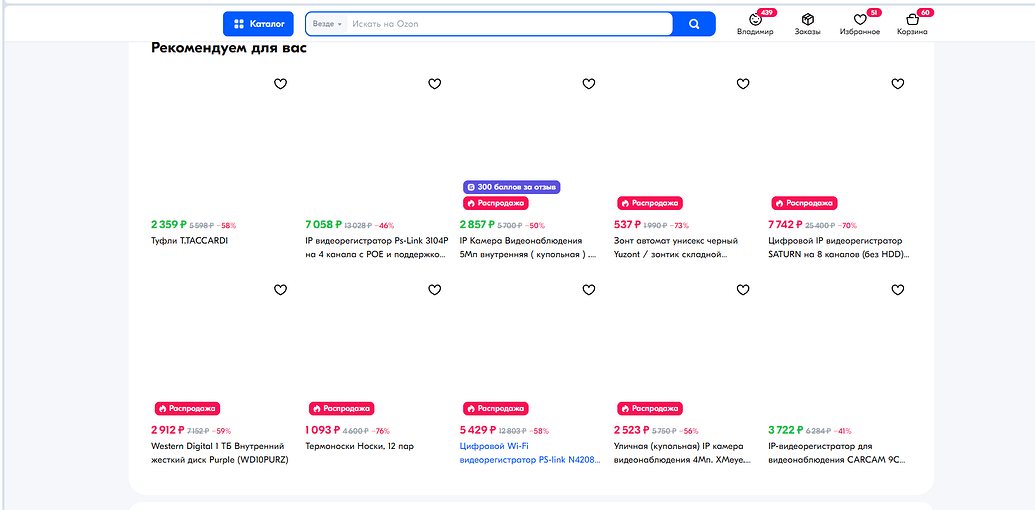 Каталог
Везде
Искать на Ozon
439
Владимир
Заказы
51
Избранное
60
Корзина
Рекомендуем для вас
2 359 ₽ 5 598 ₽ −58%
Туфли T.TACCARDI
7 058 ₽ 13 028 ₽ −46%
IP видеорегистратор Ps-Link 3104P
на 4 канала с POE и поддержко...
300 баллов за отзыв
Распродажа
2 857 ₽ 5 700 ₽ −50%
IP Камера Видеонаблюдения
5Мп внутренняя ( купольная ) ....
Распродажа
537 ₽ 1 990 ₽ −73%
Зонт автомат унисекс черный
Yuzont / зонтик складной...
Распродажа
7 742 ₽ 25 400 ₽ −70%
Цифровой IP видеорегистратор
SATURN на 8 каналов (без HDD)...
Распродажа
2 912 ₽ 7 152 ₽ −59%
Western Digital 1 ТБ Внутренний
жесткий диск Purple (WD10PURZ)
Распродажа
1 093 ₽ 4 600 ₽ −76%
Термоноски Носки, 12 пар
Распродажа
5 429 ₽ 12 803 ₽ −58%
Цифровой Wi-Fi
видеорегистратор PS-link N4208...
Распродажа
2 523 ₽ 5 750 ₽ −56%
Уличная (купольная) IP камера
видеонаблюдения 4Мп. XMeye....
3 722 ₽ 6 284 ₽ −41%
IP-видеорегистратор для
видеонаблюдения CARCAM 9C...